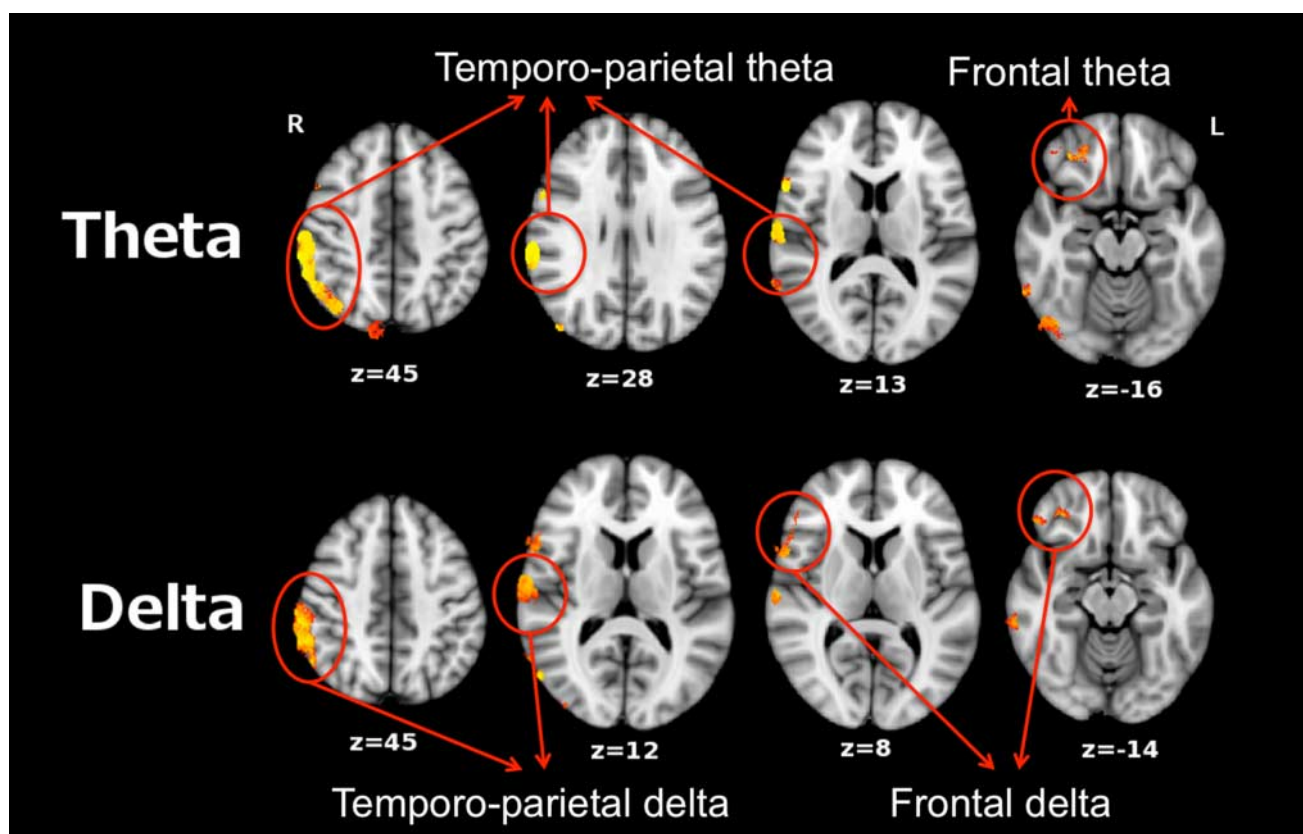 Temporo-parietal theta
Frontal theta
R
L
Theta
z=45
z=28
z=13
z=-16
Delta
z=45
z=12
z=8
z=-14
Temporo-parietal delta
Frontal delta